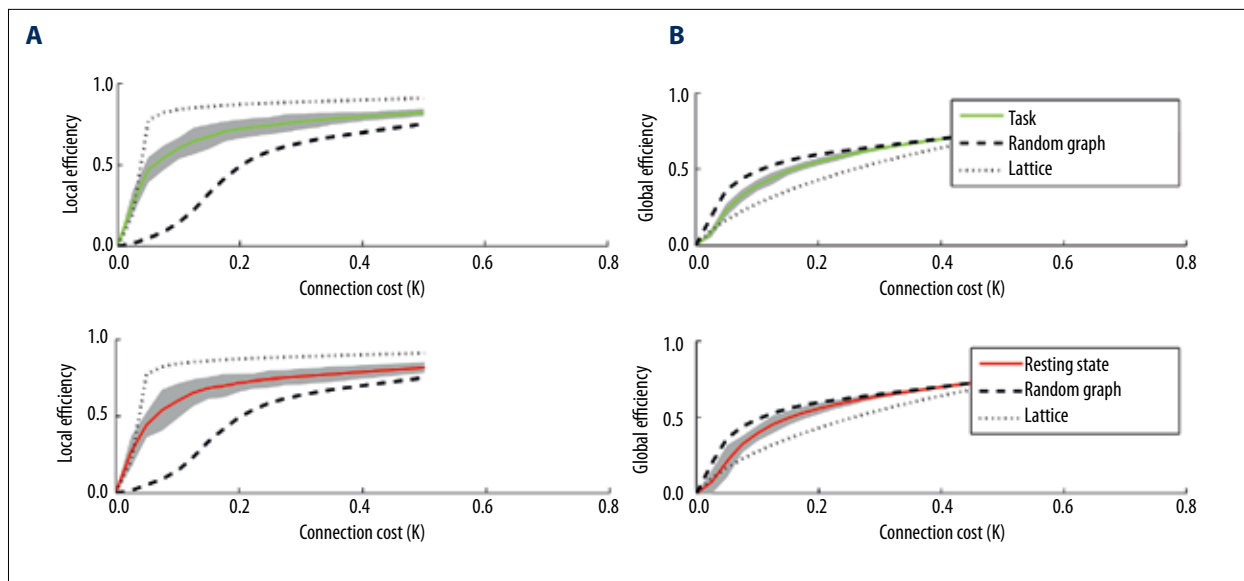 A
1.0
0.5
0.0
Local efficiency
0.0 0.2 0.4 0.6 0.8
Connection cost (K)
B
1.0
0.5
0.0
Global efficiency
Task
Random graph
Lattice
0.0 0.2 0.4 0.6 0.8
Connection cost (K)
1.0
0.5
0.0
Local efficiency
0.0 0.2 0.4 0.6 0.8
Connection cost (K)
1.0
0.5
0.0
Global efficiency
Resting state
Random graph
Lattice
0.0 0.2 0.4 0.6 0.8
Connection cost (K)